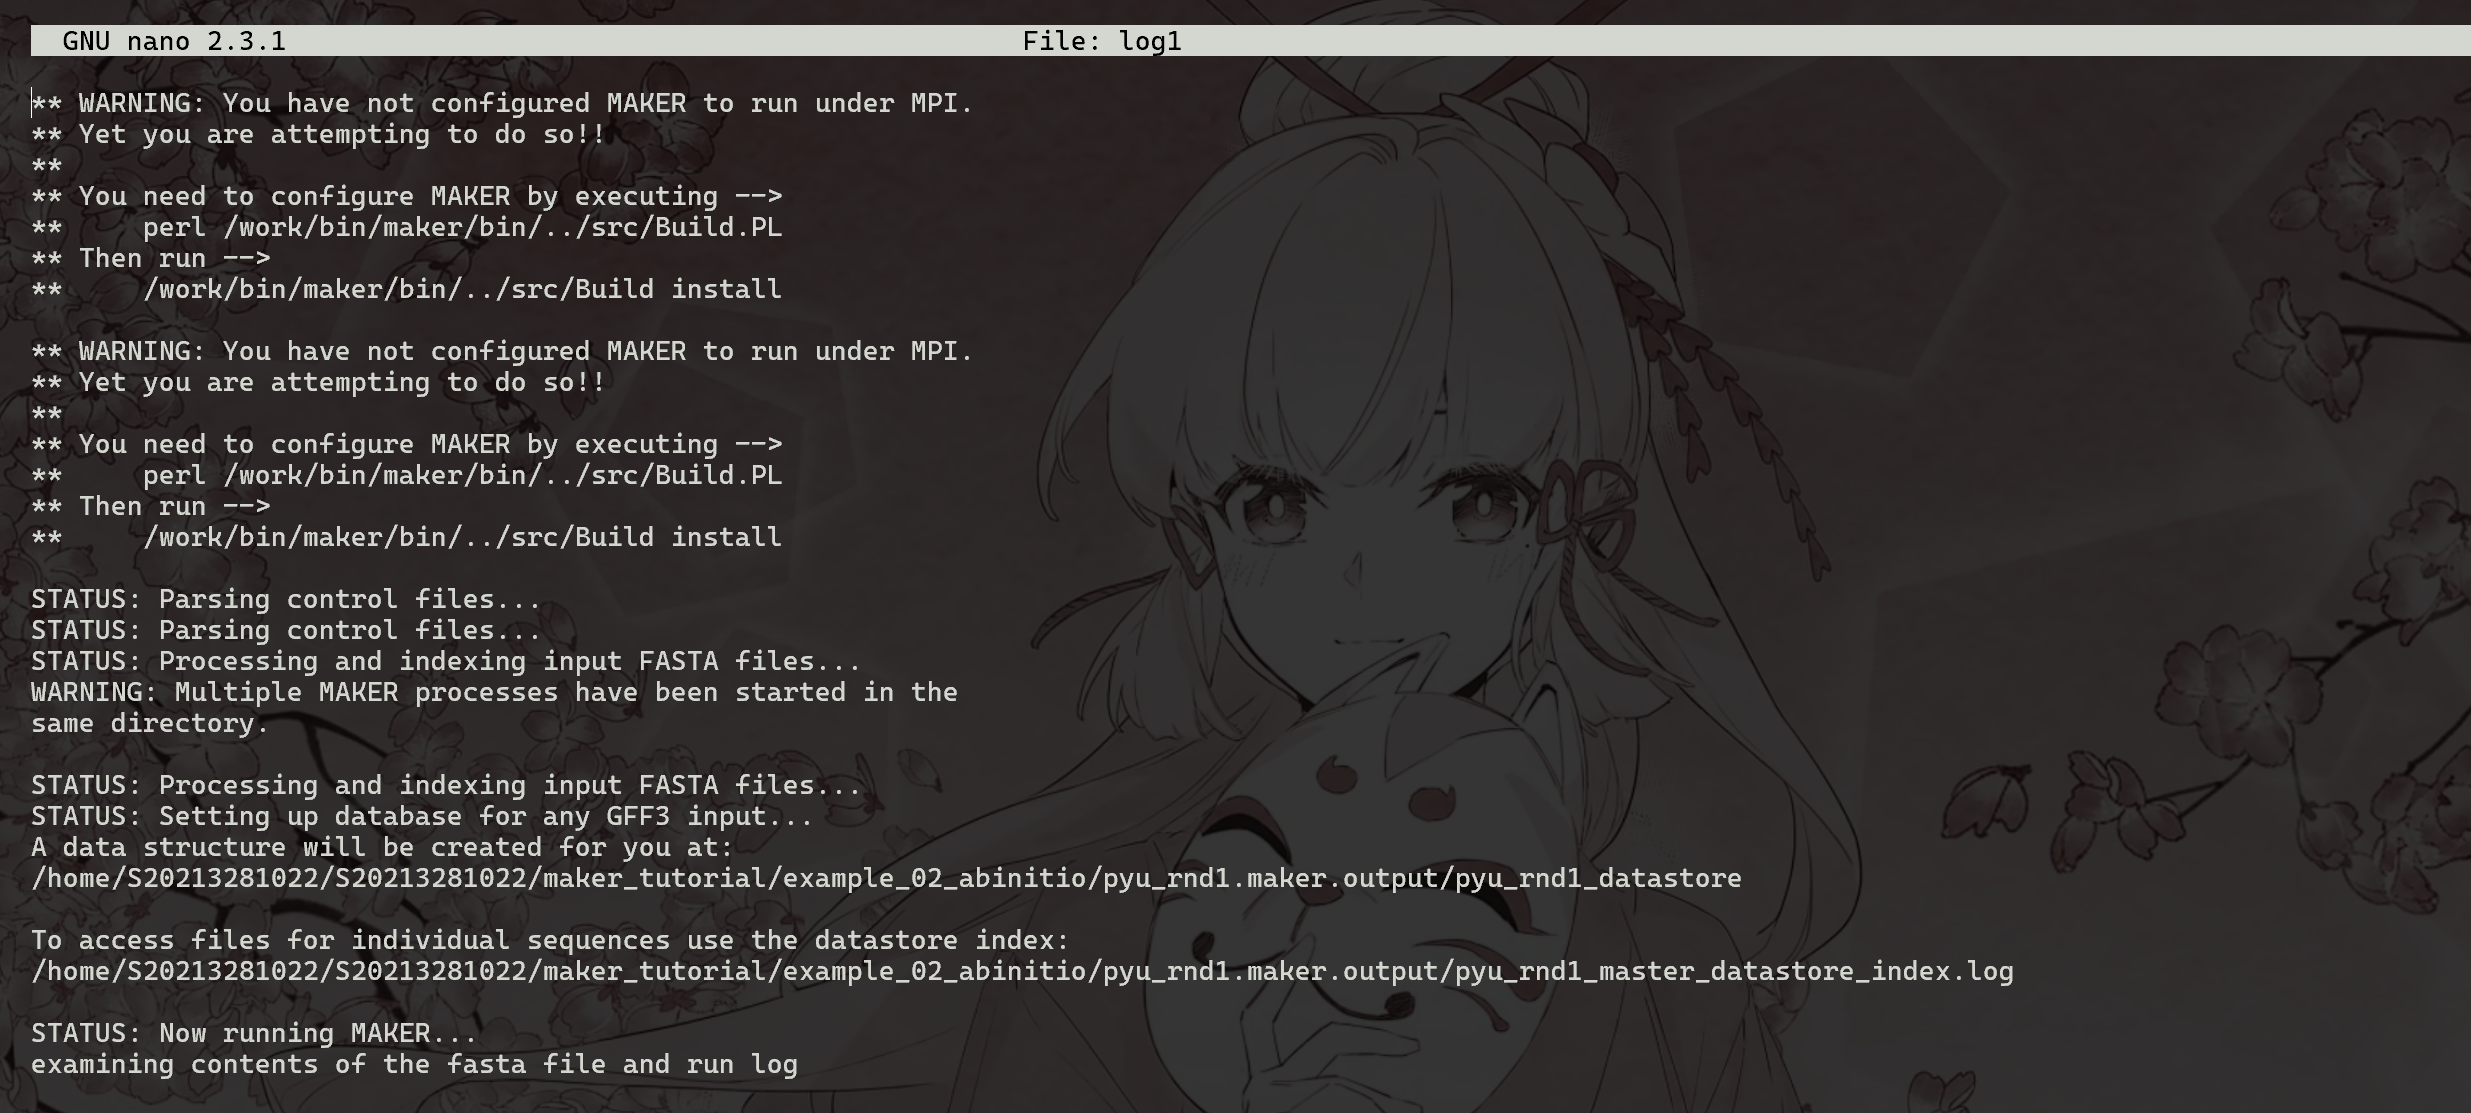 GNU nano 2.3.1 File: log1
** WARNING: You have not configured MAKER to run under MPI.
** Yet you are attempting to do so!!
**
** You need to configure MAKER by executing -->
**     perl /work/bin/maker/bin/../src/Build.PL
** Then run -->
**     /work/bin/maker/bin/../src/Build install
** WARNING: You have not configured MAKER to run under MPI.
** Yet you are attempting to do so!!
**
** You need to configure MAKER by executing -->
**     perl /work/bin/maker/bin/../src/Build.PL
** Then run -->
**     /work/bin/maker/bin/../src/Build install
STATUS: Parsing control files...
STATUS: Parsing control files...
STATUS: Processing and indexing input FASTA files...
WARNING: Multiple MAKER processes have been started in the
same directory.
STATUS: Processing and indexing input FASTA files...
STATUS: Setting up database for any GFF3 input...
A data structure will be created for you at:
/home/S20213281022/S20213281022/maker_tutorial/example_02_abinitio/pyu_rnd1.maker.output/pyu_rnd1_datastore
To access files for individual sequences use the datastore index:
/home/S20213281022/S20213281022/maker_tutorial/example_02_abinitio/pyu_rnd1.maker.output/pyu_rnd1_master_datastore_index.log
STATUS: Now running MAKER...
examining contents of the fasta file and run log